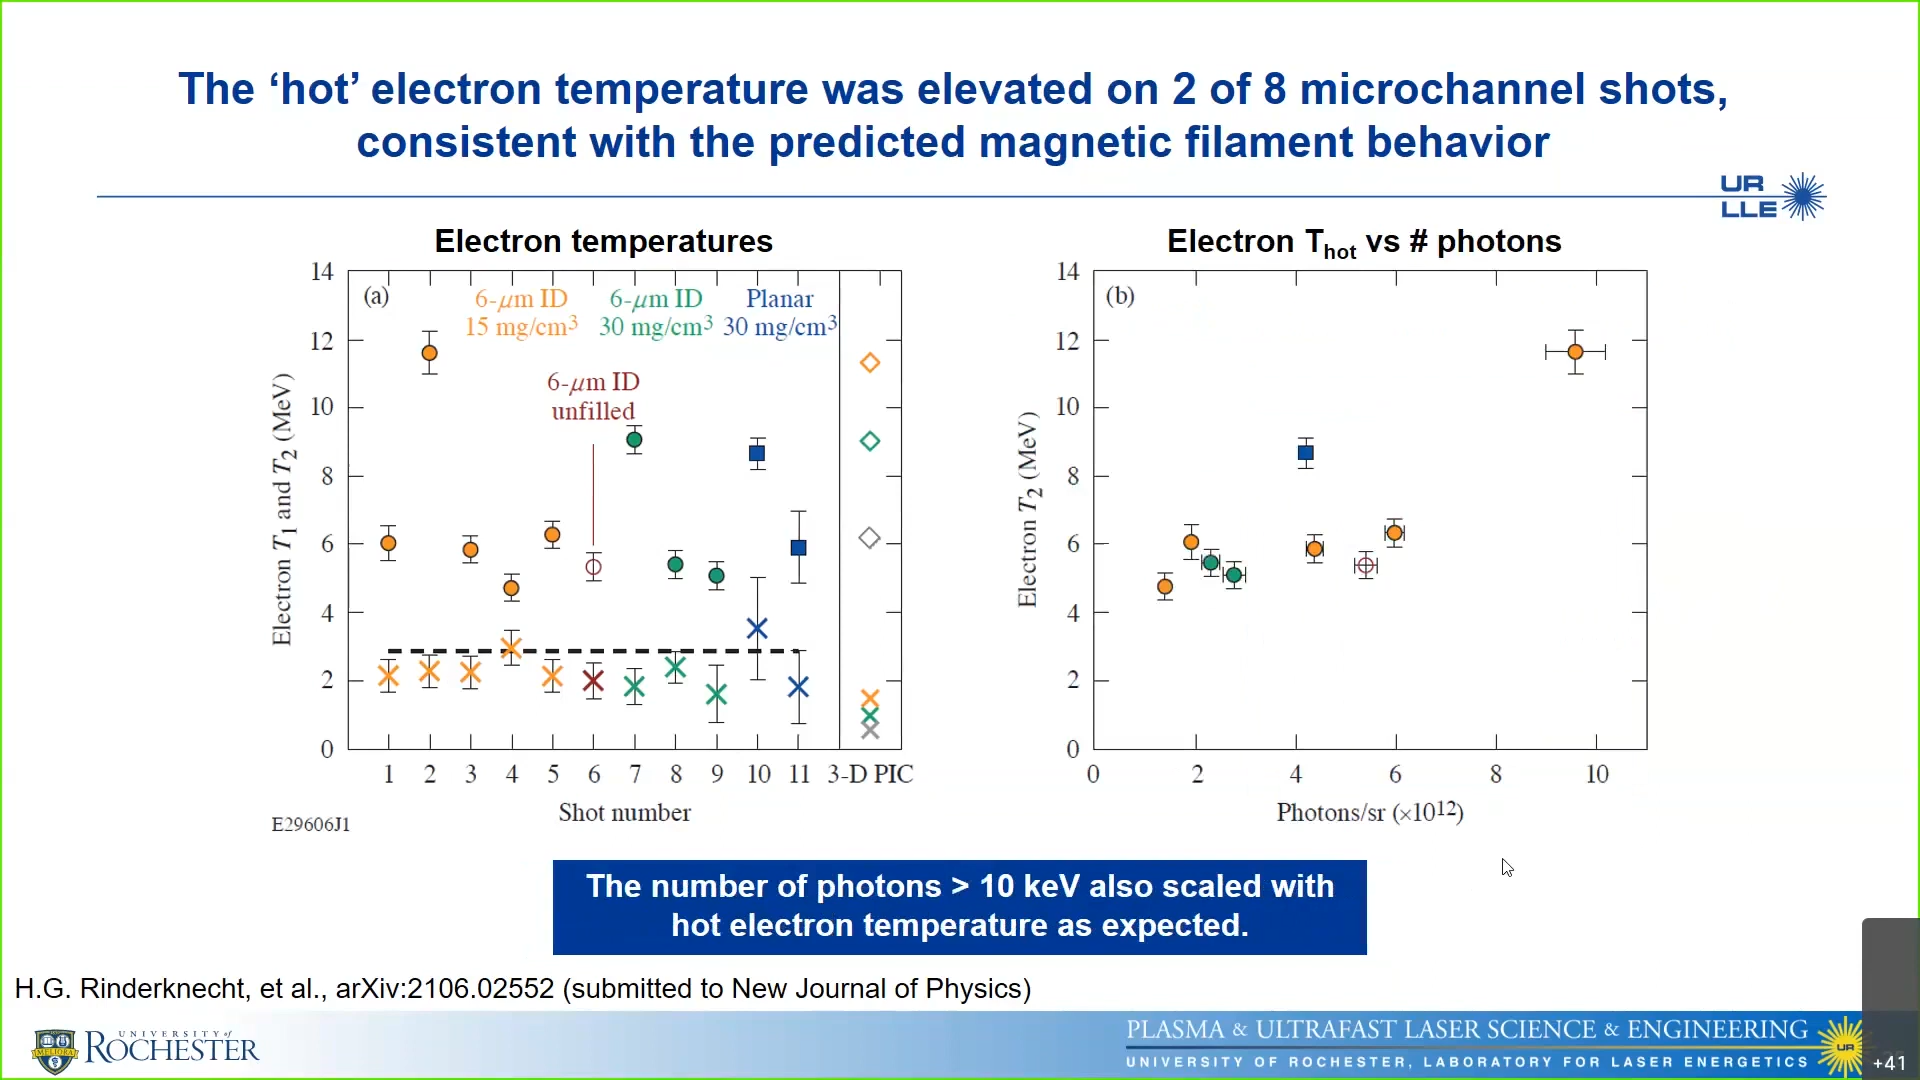 The ‘hot’ electron temperature was elevated on 2 of 8 microchannel shots,
consistent with the predicted magnetic filament behavior
UR
LLE
Electron temperatures
(a)
6-μm ID
15 mg/cm3
6-μm ID
30 mg/cm3
Planar
30 mg/cm3
6-μm ID
unfilled
Electron T1 and T2 (MeV)
14
12
10
8
6
4
2
0
1 2 3 4 5 6 7 8 9 10 11 3-D PIC
Shot number
E29606J1
Electron Thot vs # photons
(b)
Electron T2 (MeV)
14
12
10
8
6
4
2
0
0 2 4 6 8 10
Photons/sr (×1012)
The number of photons > 10 keV also scaled with
hot electron temperature as expected.
H.G. Rinderknecht, et al., arXiv:2106.02552 (submitted to New Journal of Physics)
UNIVERSITY of
ROCHESTER
MELIORA
PLASMA & ULTRAFAST LASER SCIENCE & ENGINEERING
UNIVERSITY OF ROCHESTER, LABORATORY FOR LASER ENERGETICS
UR
+41